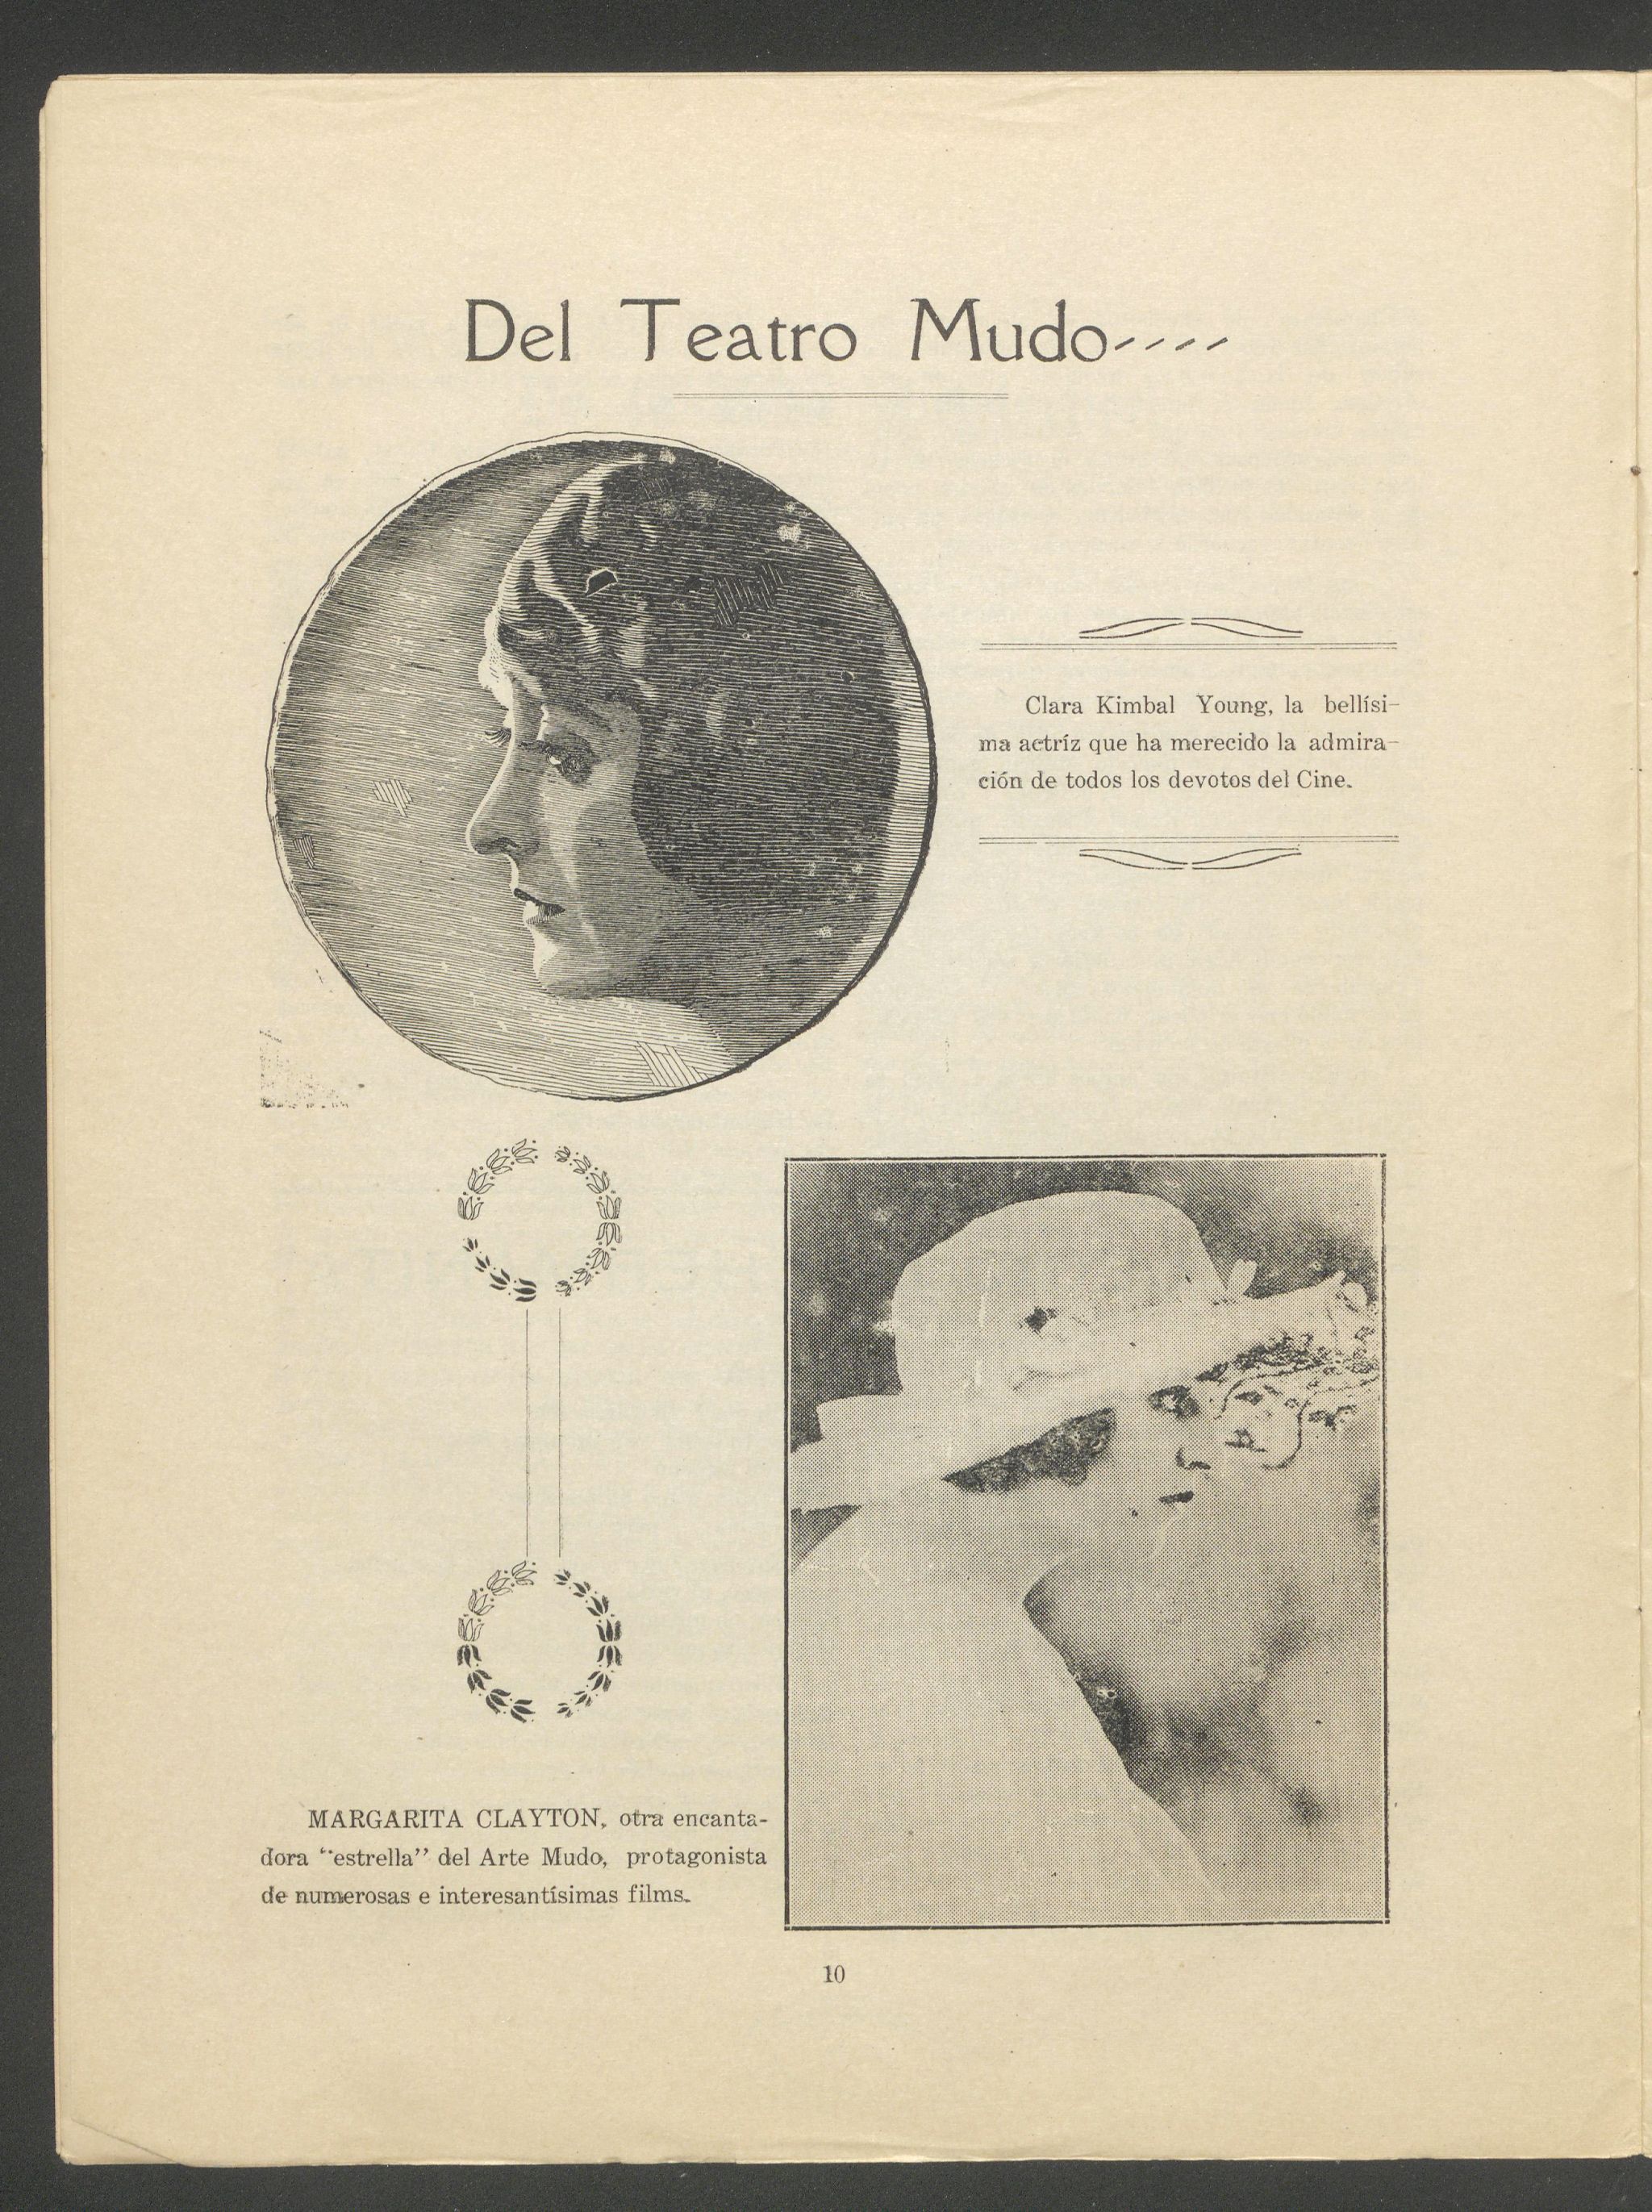 Del Teatro Mudo----
Clara Kimbal Young, la bellísi-
ma actríz que ha merecido la admira-
ción de todos los devotos del Cine.
MARGARITA CLAYTON, otra encanta-
dora “estrella” del Arte Mudo, protagonista
de numerosas e interesantísimas films.
10